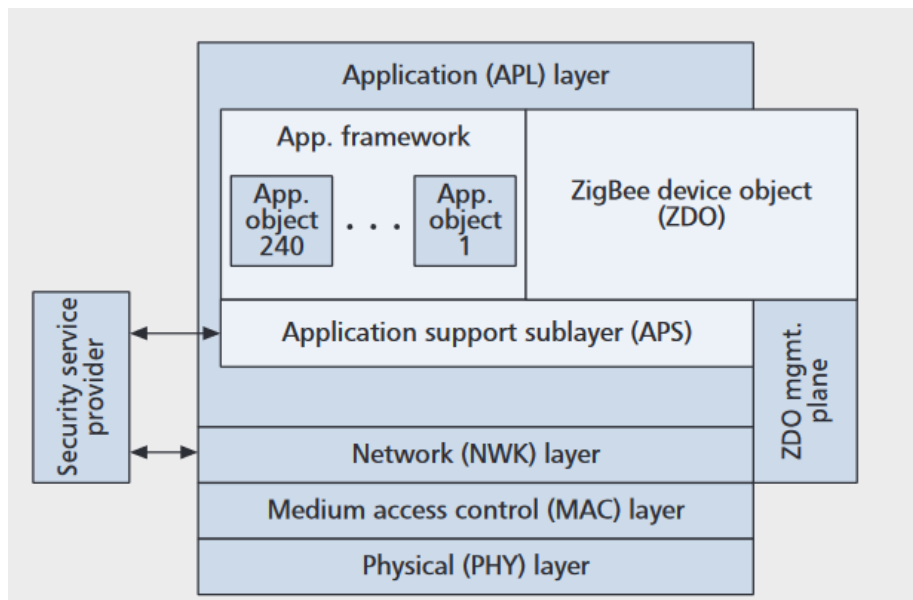 Application (APL) layer
App. framework
App.
object
240
. . .
App.
object
1
ZigBee device object
(ZDO)
Security service
provider
Application support sublayer (APS)
ZDO mgmt.
plane
Network (NWK) layer
Medium access control (MAC) layer
Physical (PHY) layer